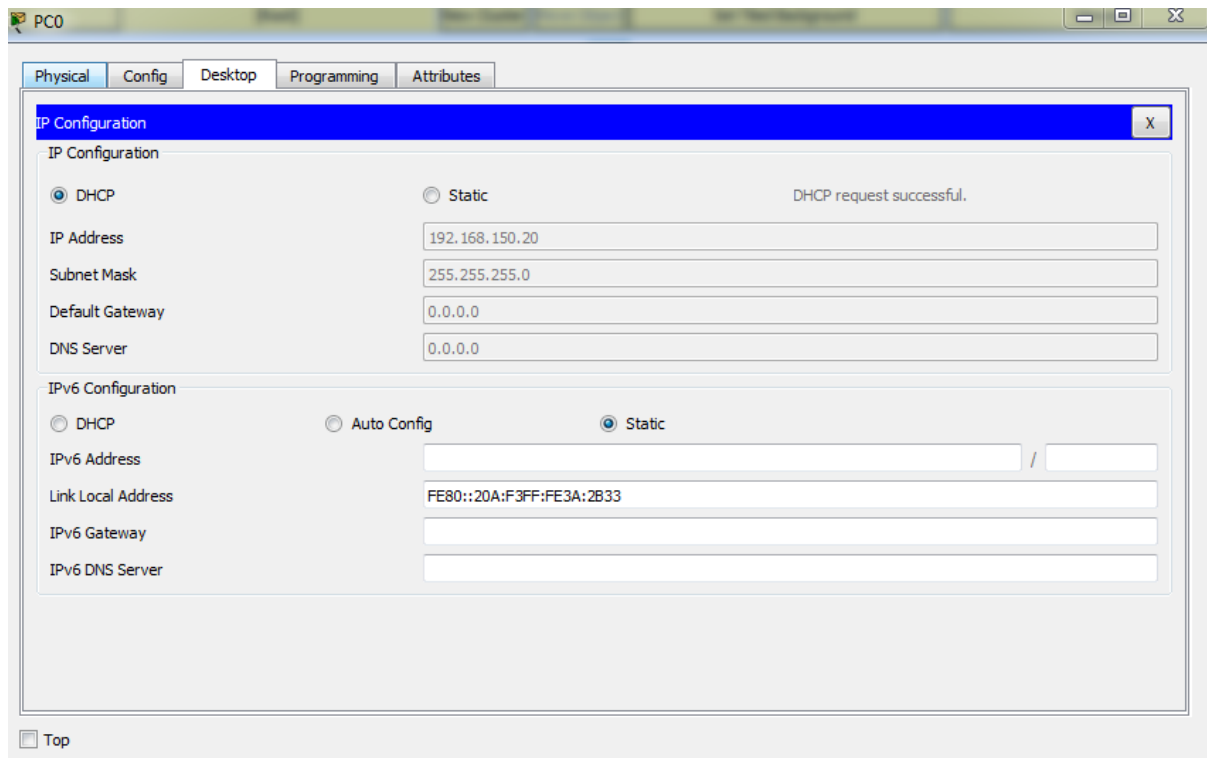 PC0
X
Physical Config Desktop Programming Attributes
IP Configuration X
IP Configuration
DHCP Static DHCP request successful.
IP Address 192.168.150.20
Subnet Mask 255.255.255.0
Default Gateway 0.0.0.0
DNS Server 0.0.0.0
IPv6 Configuration
DHCP Auto Config Static
IPv6 Address /
Link Local Address FE80::20A:F3FF:FE3A:2B33
IPv6 Gateway
IPv6 DNS Server
Top